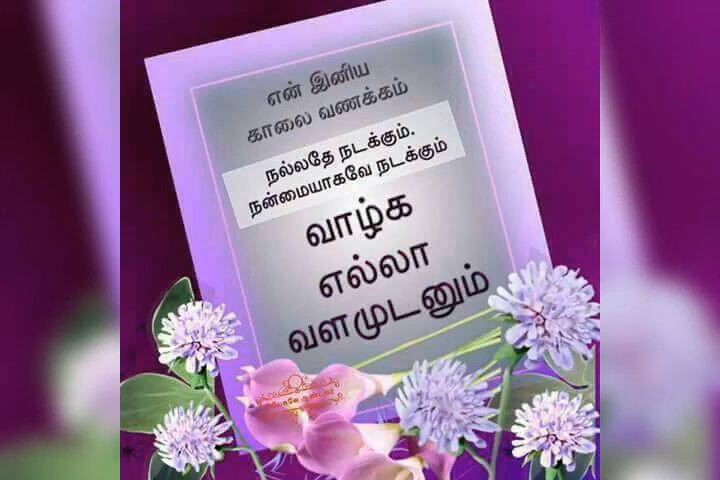 என் இனிய
காலை வணக்கம்
நல்லதே நடக்கும்.
நன்மையாகவே நடக்கும்
வாழ்க
எல்லா
வளமுடனும்